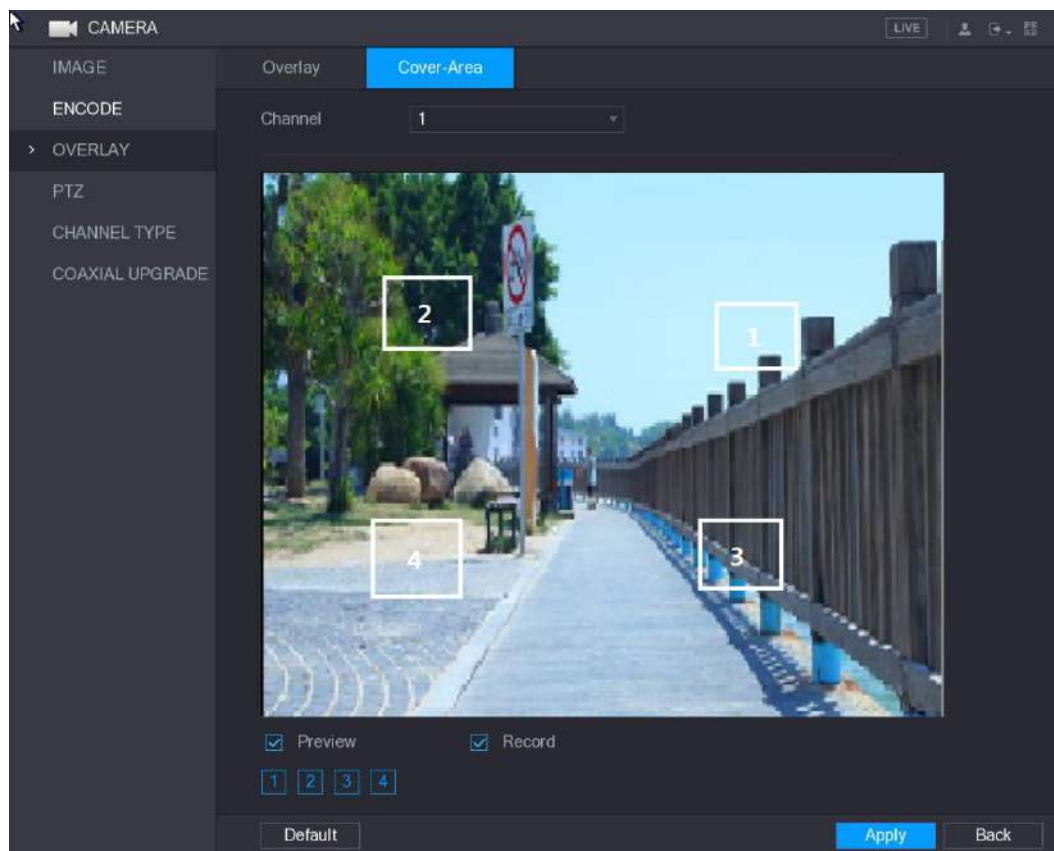 CAMERA
LIVE
IMAGE
ENCODE
OVERLAY
PTZ
CHANNEL TYPE
COAXIAL UPGRADE
Overlay Cover-Area
Channel 1
2
1
4
3
Preview Record
1 2 3 4
Default Apply Back